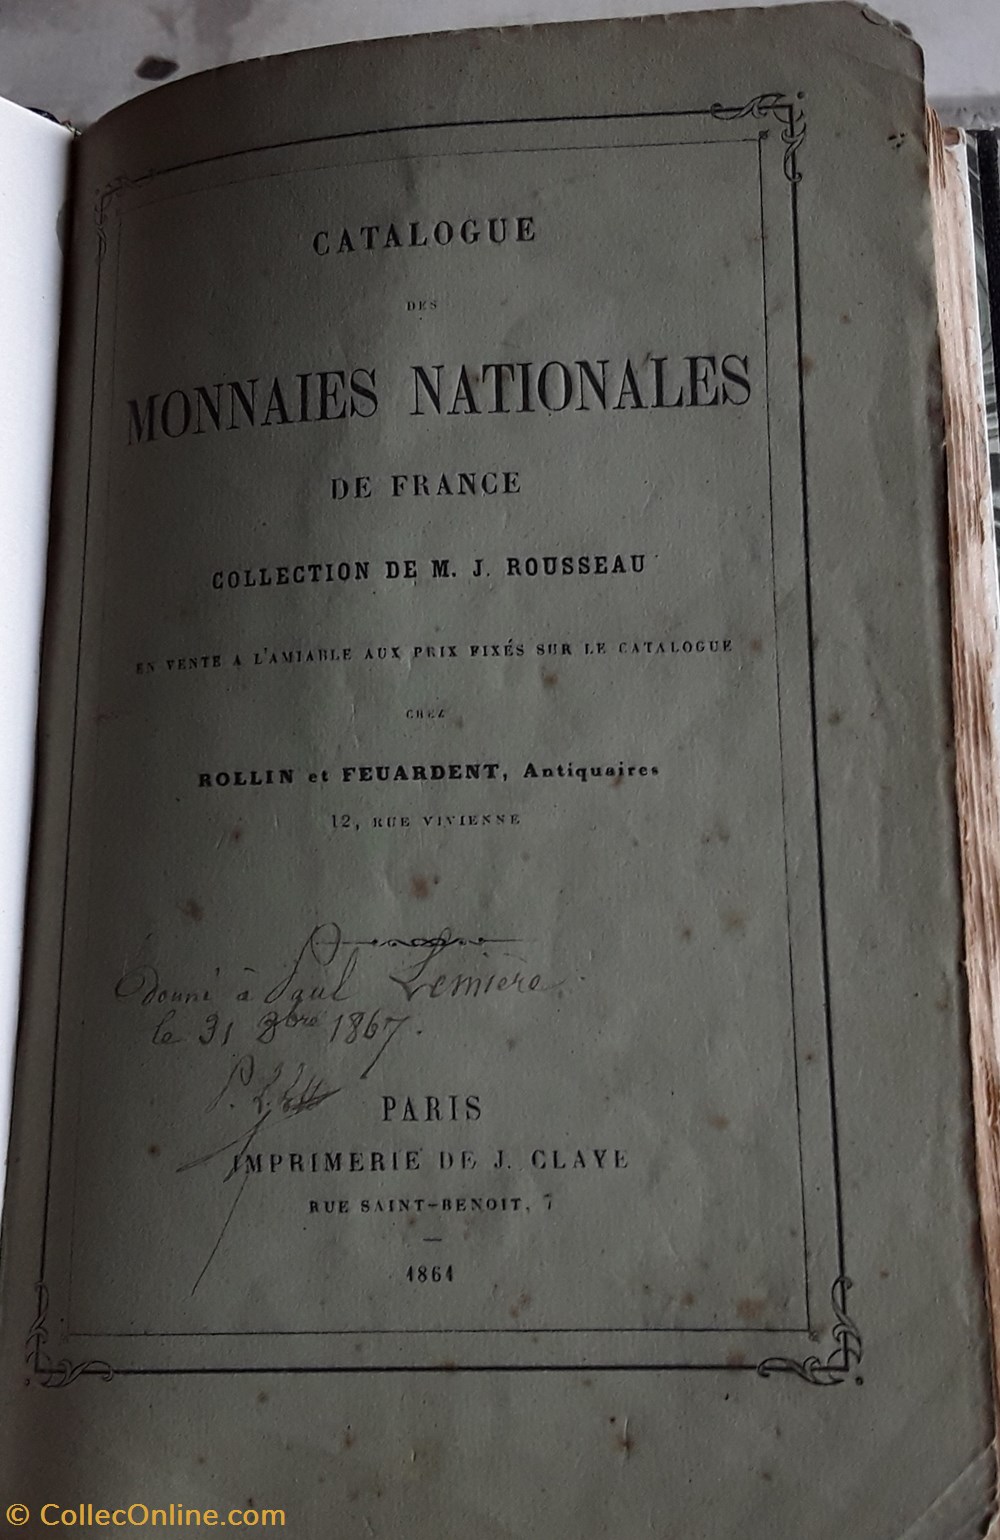 CATALOGUE
DES
MONNAIES NATIONALES
DE FRANCE
COLLECTION DE M. J. ROUSSEAU
EN VENTE A L'AMIABLE AUX PRIX FIXÉS SUR LE CATALOGUE
CHEZ
ROLLIN et FEUARDENT, Antiquaires
12, RUE VIVIENNE
donné à Paul Lemière
le 31 8bre 1867.
PARIS
IMPRIMERIE DE J. CLAYE
RUE SAINT-BENOIT, 7
1861
© CollecOnline.com